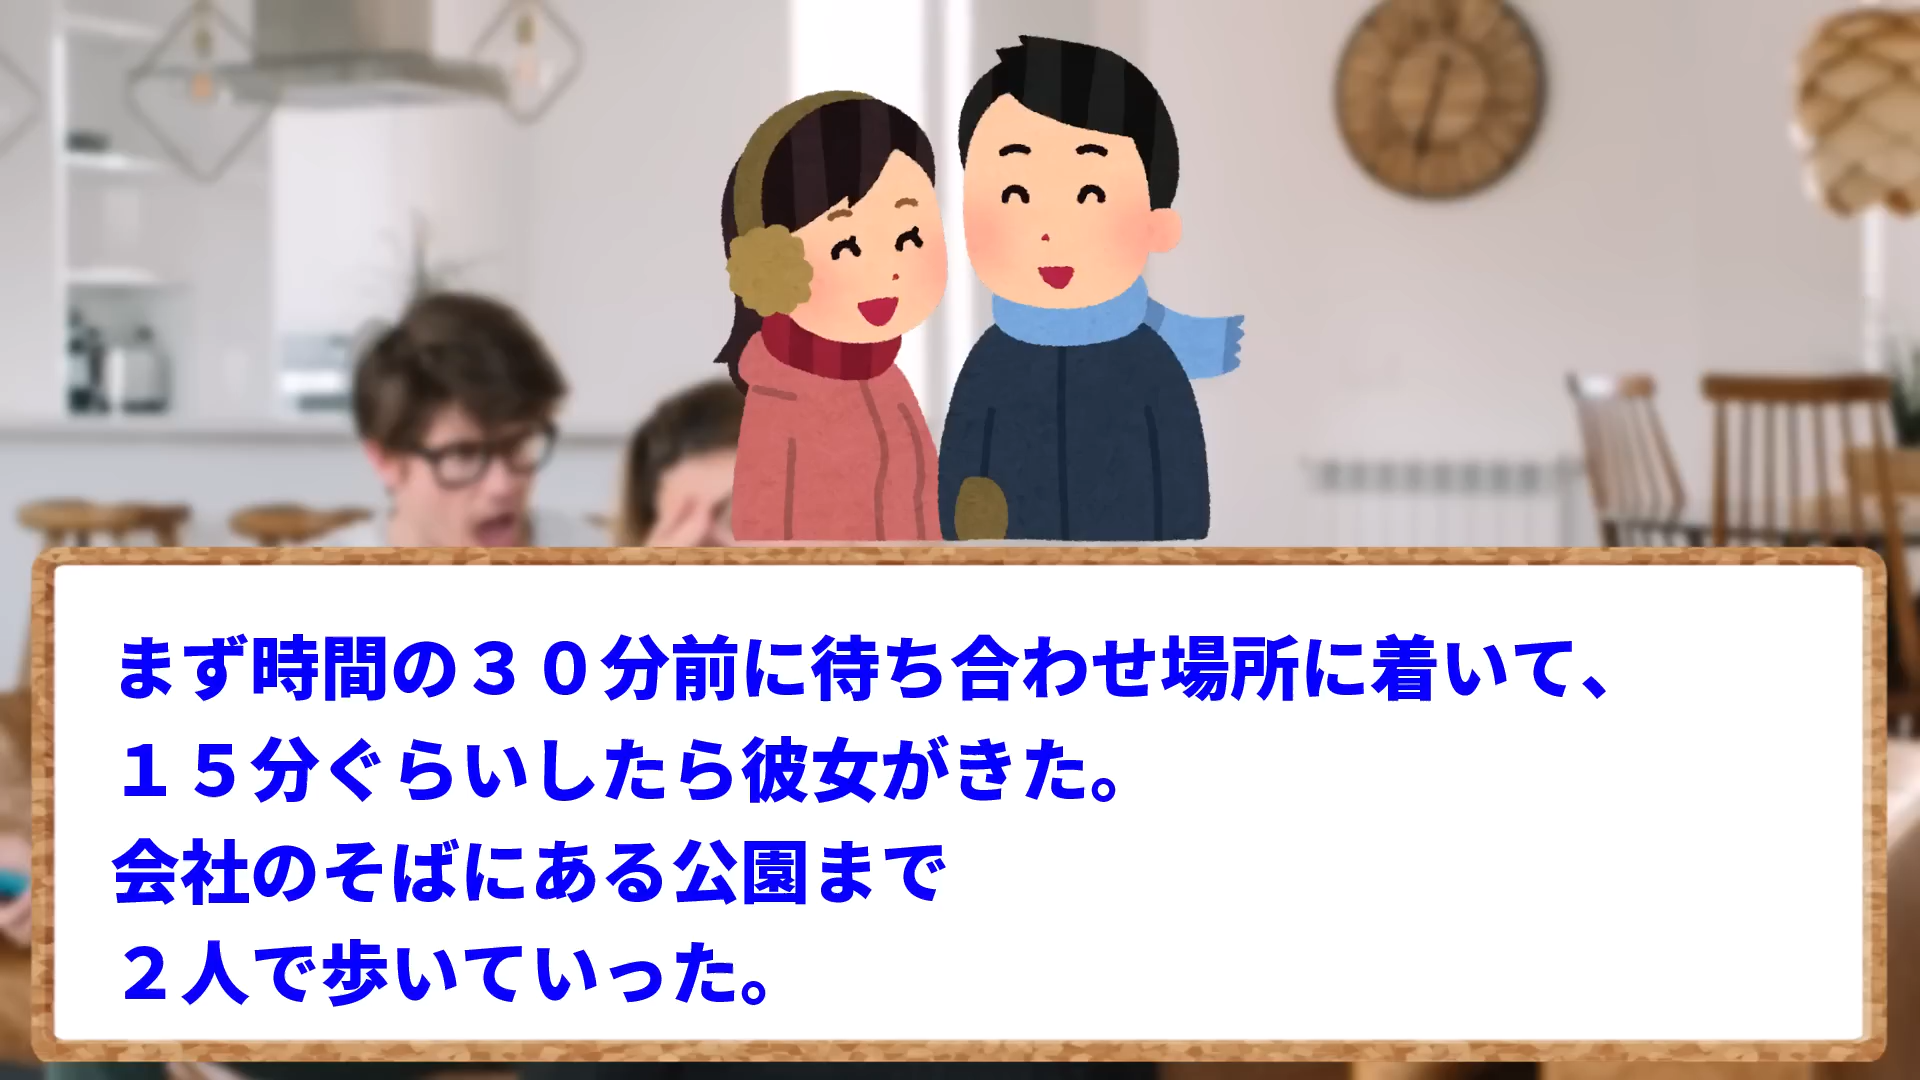 まず時間の３０分前に待ち合わせ場所に着いて、
１５分ぐらいしたら彼女がきた。
会社のそばにある公園まで
２人で歩いていった。